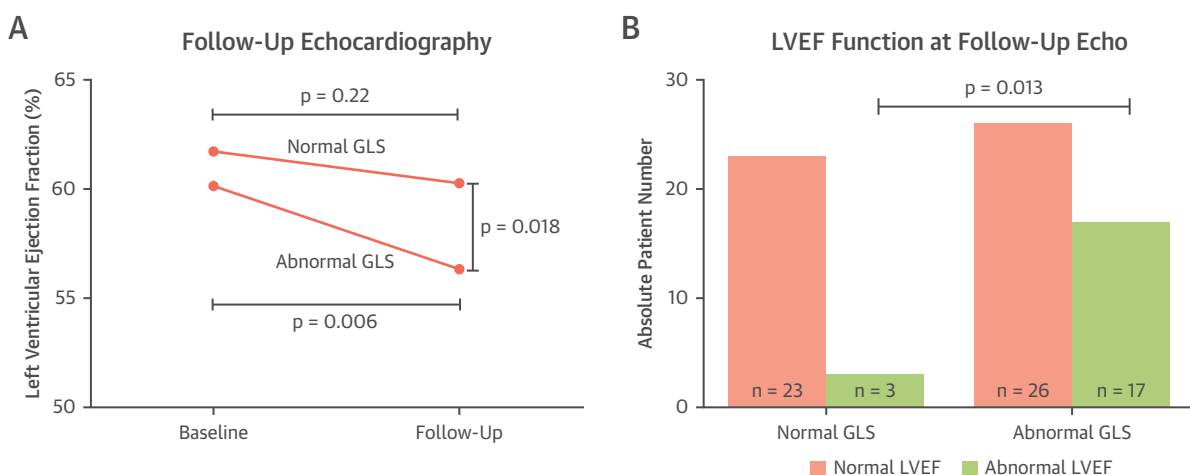 A
Follow-Up Echocardiography
Left Ventricular Ejection Fraction (%)
65
60
55
50
p = 0.22
Normal GLS
p = 0.018
Abnormal GLS
p = 0.006
Baseline
Follow-Up
B
LVEF Function at Follow-Up Echo
Absolute Patient Number
30
20
10
0
p = 0.013
n = 23
n = 3
n = 26
n = 17
Normal GLS
Abnormal GLS
Normal LVEF
Abnormal LVEF